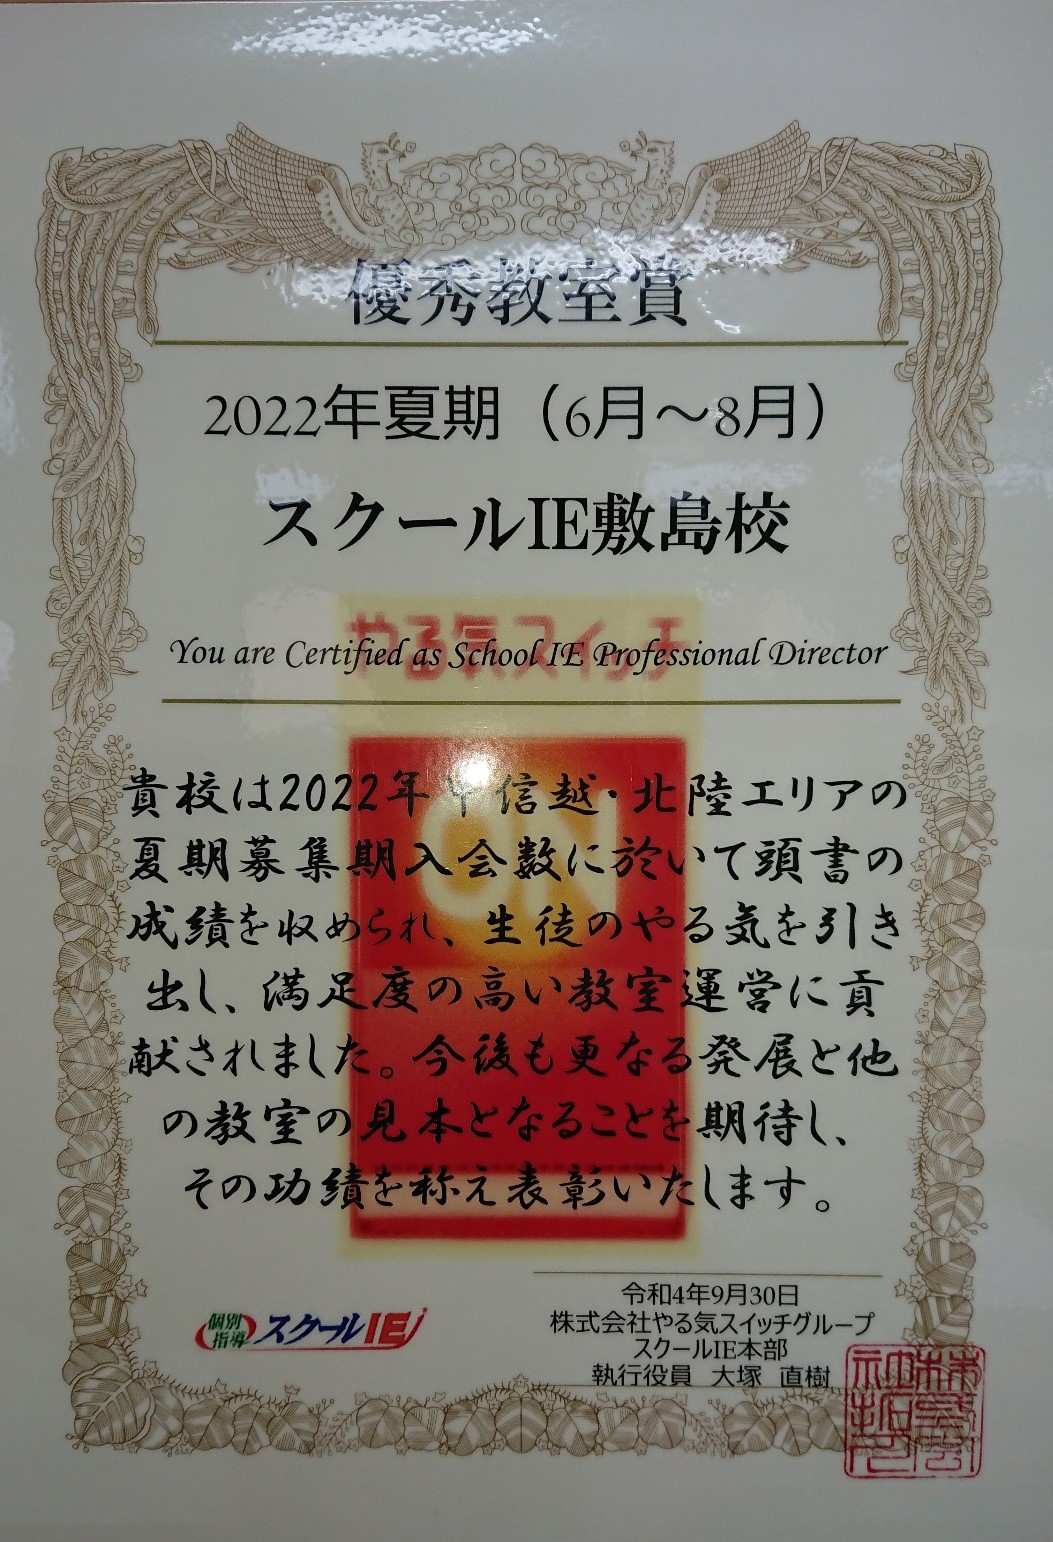 優秀教室賞
2022年夏期（6月～8月）
スクールIE敷島校
やる気スイッチ
You are Certified as School IE Professional Director
ON
貴校は2022年甲信越・北陸エリアの
夏期募集期入会数に於いて頭書の
成績を収められ、生徒のやる気を引き
出し、満足度の高い教室運営に貢
献されました。今後も更なる発展と他
の教室の見本となることを期待し、
その功績を称え表彰いたします。
個別指導 スクールIE
令和4年9月30日
株式会社やる気スイッチグループ
スクールIE本部
執行役員 大塚 直樹